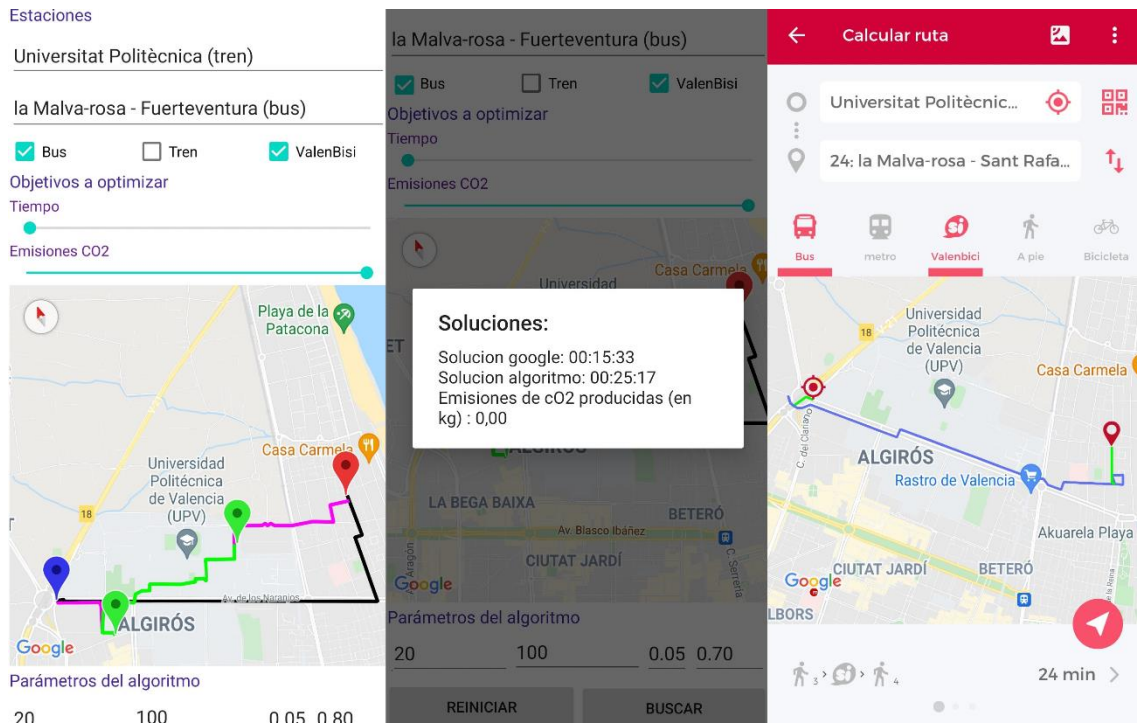 Estaciones
Universitat Politècnica (tren)
la Malva-rosa - Fuerteventura (bus)
Bus Tren ValenBisi
Objetivos a optimizar
Tiempo
Emisiones CO2
Playa de la
Patacona
Casa Carmela
Universidad
Politécnica
de Valencia
(UPV)
18
Av. de los Naranjos
ALGIRÓS
Google
Parámetros del algoritmo
20 100 0.05 0.80
la Malva-rosa - Fuerteventura (bus)
Bus Tren ValenBisi
Objetivos a optimizar
Tiempo
Emisiones CO2
Casa Carmela
Universidad
Soluciones:
Solucion google: 00:15:33
Solucion algoritmo: 00:25:17
Emisiones de cO2 producidas (en
kg) : 0,00
ALGIRÓS
LA BEGA BAIXA
BETERÓ
Av. Blasco Ibáñez
CIUTAT JARDÍ
Aragón
C. Serrería
Google
Parámetros del algoritmo
20 100 0.05 0.70
REINICIAR BUSCAR
Calcular ruta
Universitat Politècnic...
24: la Malva-rosa - Sant Rafa...
Bus metro Valenbici A pie Bicicleta
Universidad
Politécnica
de Valencia
(UPV)
18
Casa Carmela
C. del Clariano
ALGIRÓS
Rastro de Valencia
Akuarela Playa
CIUTAT JARDÍ
BETERÓ
Google
LBORS
3 > > 4 24 min >